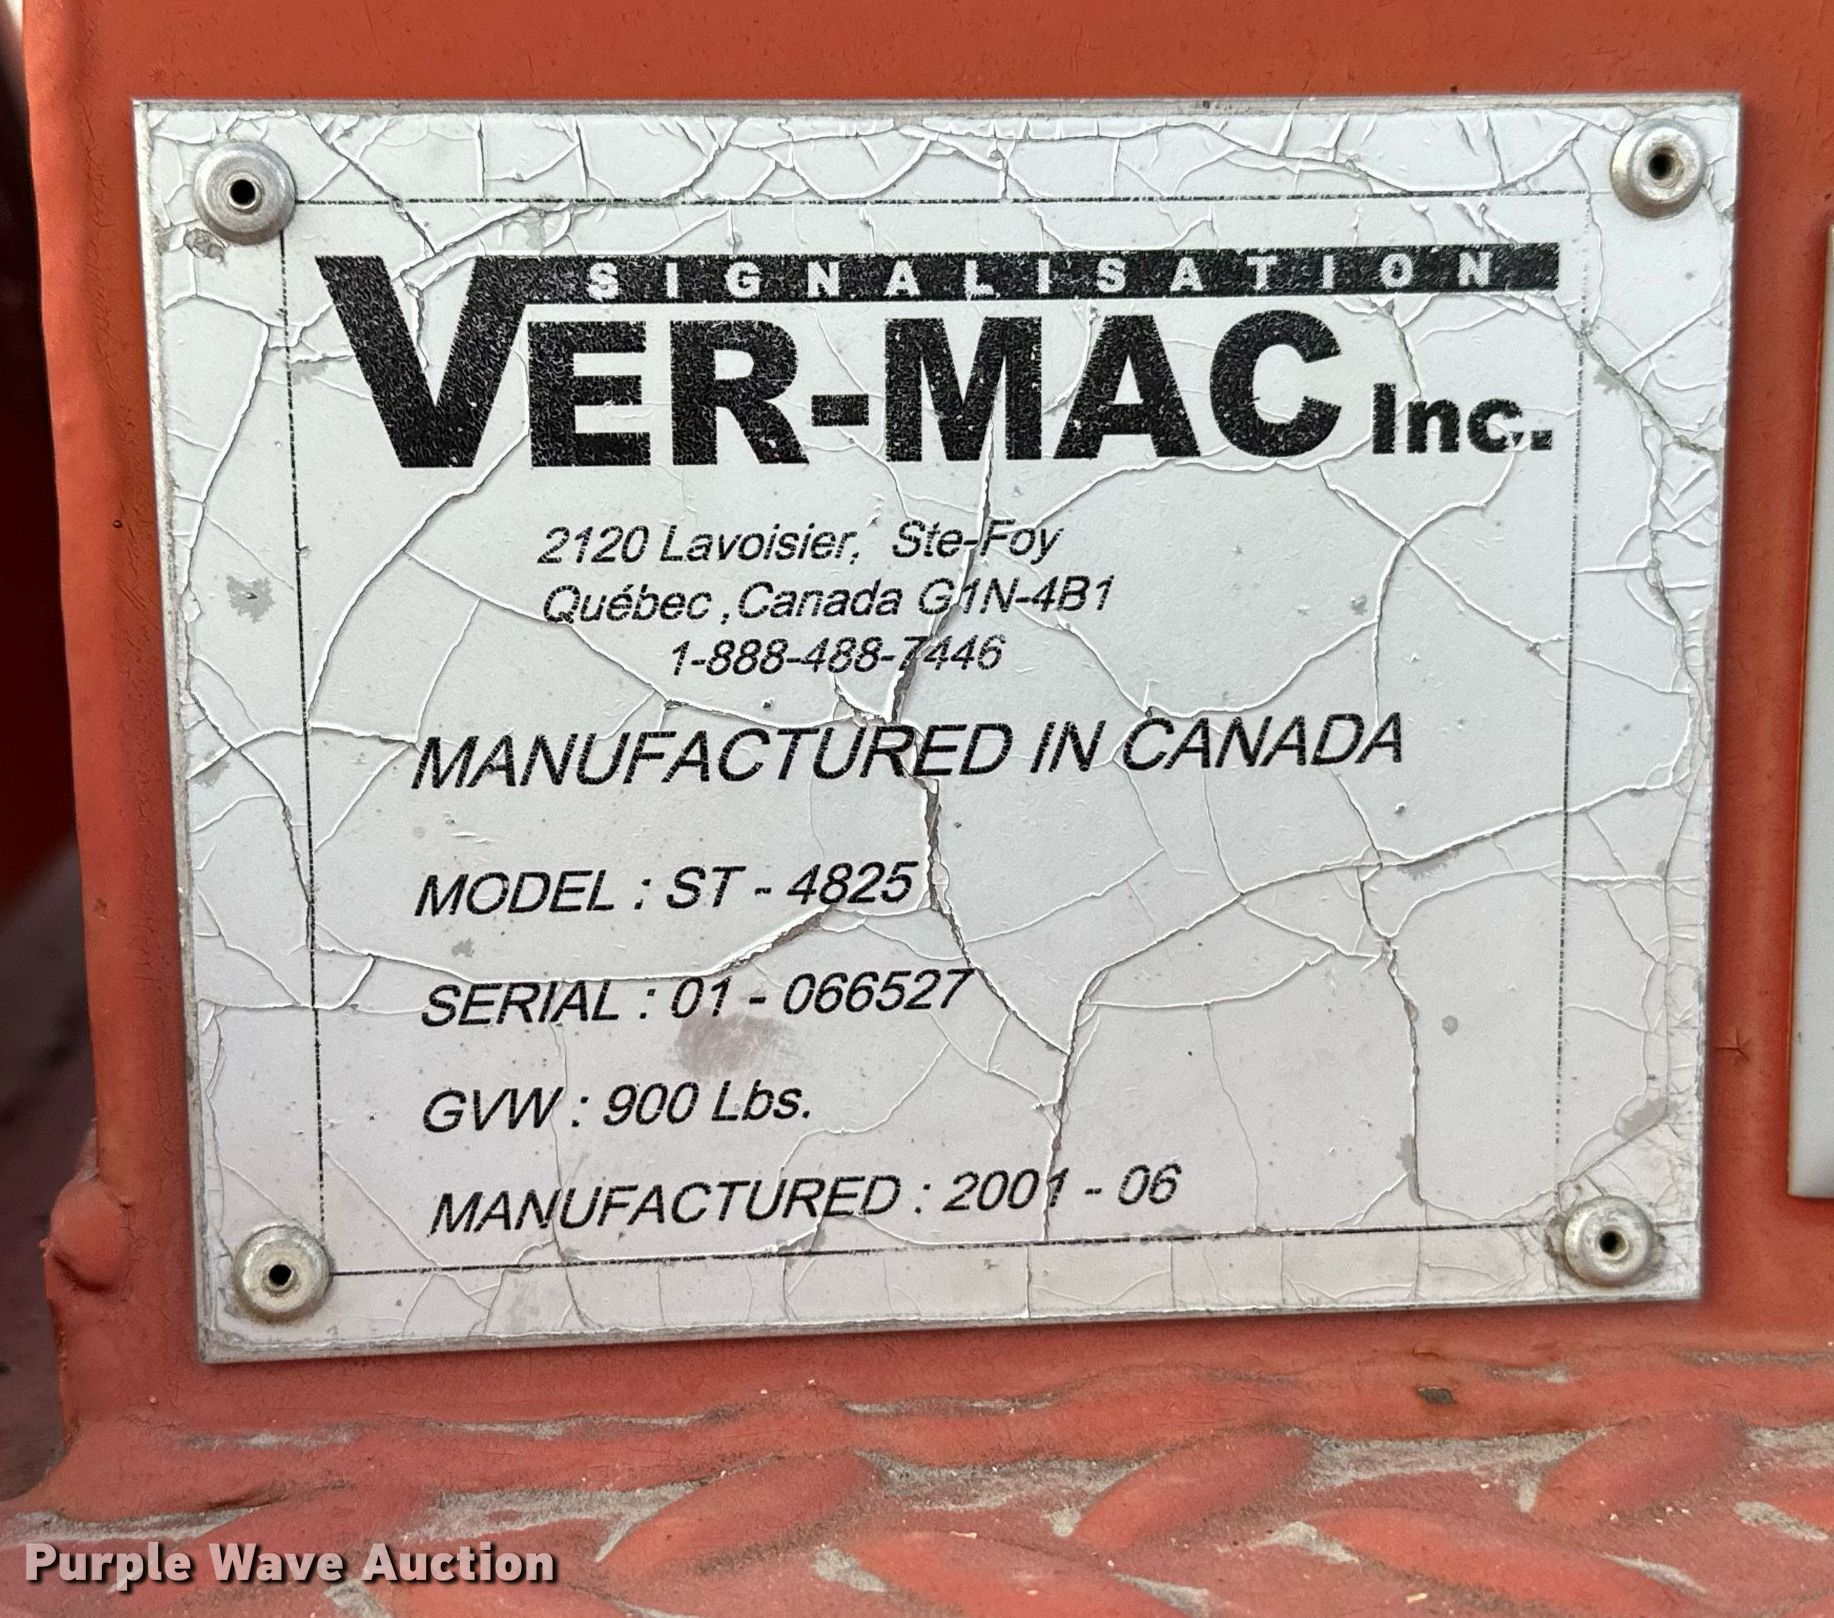 SIGNALISATION
VER-MAC Inc.
2120 Lavoisier, Ste-Foy
Québec ,Canada G1N-4B1
1-888-488-7446
MANUFACTURED IN CANADA
MODEL : ST - 4825
SERIAL : 01 - 066527
GVW : 900 Lbs.
MANUFACTURED : 2001 - 06
Purple Wave Auction